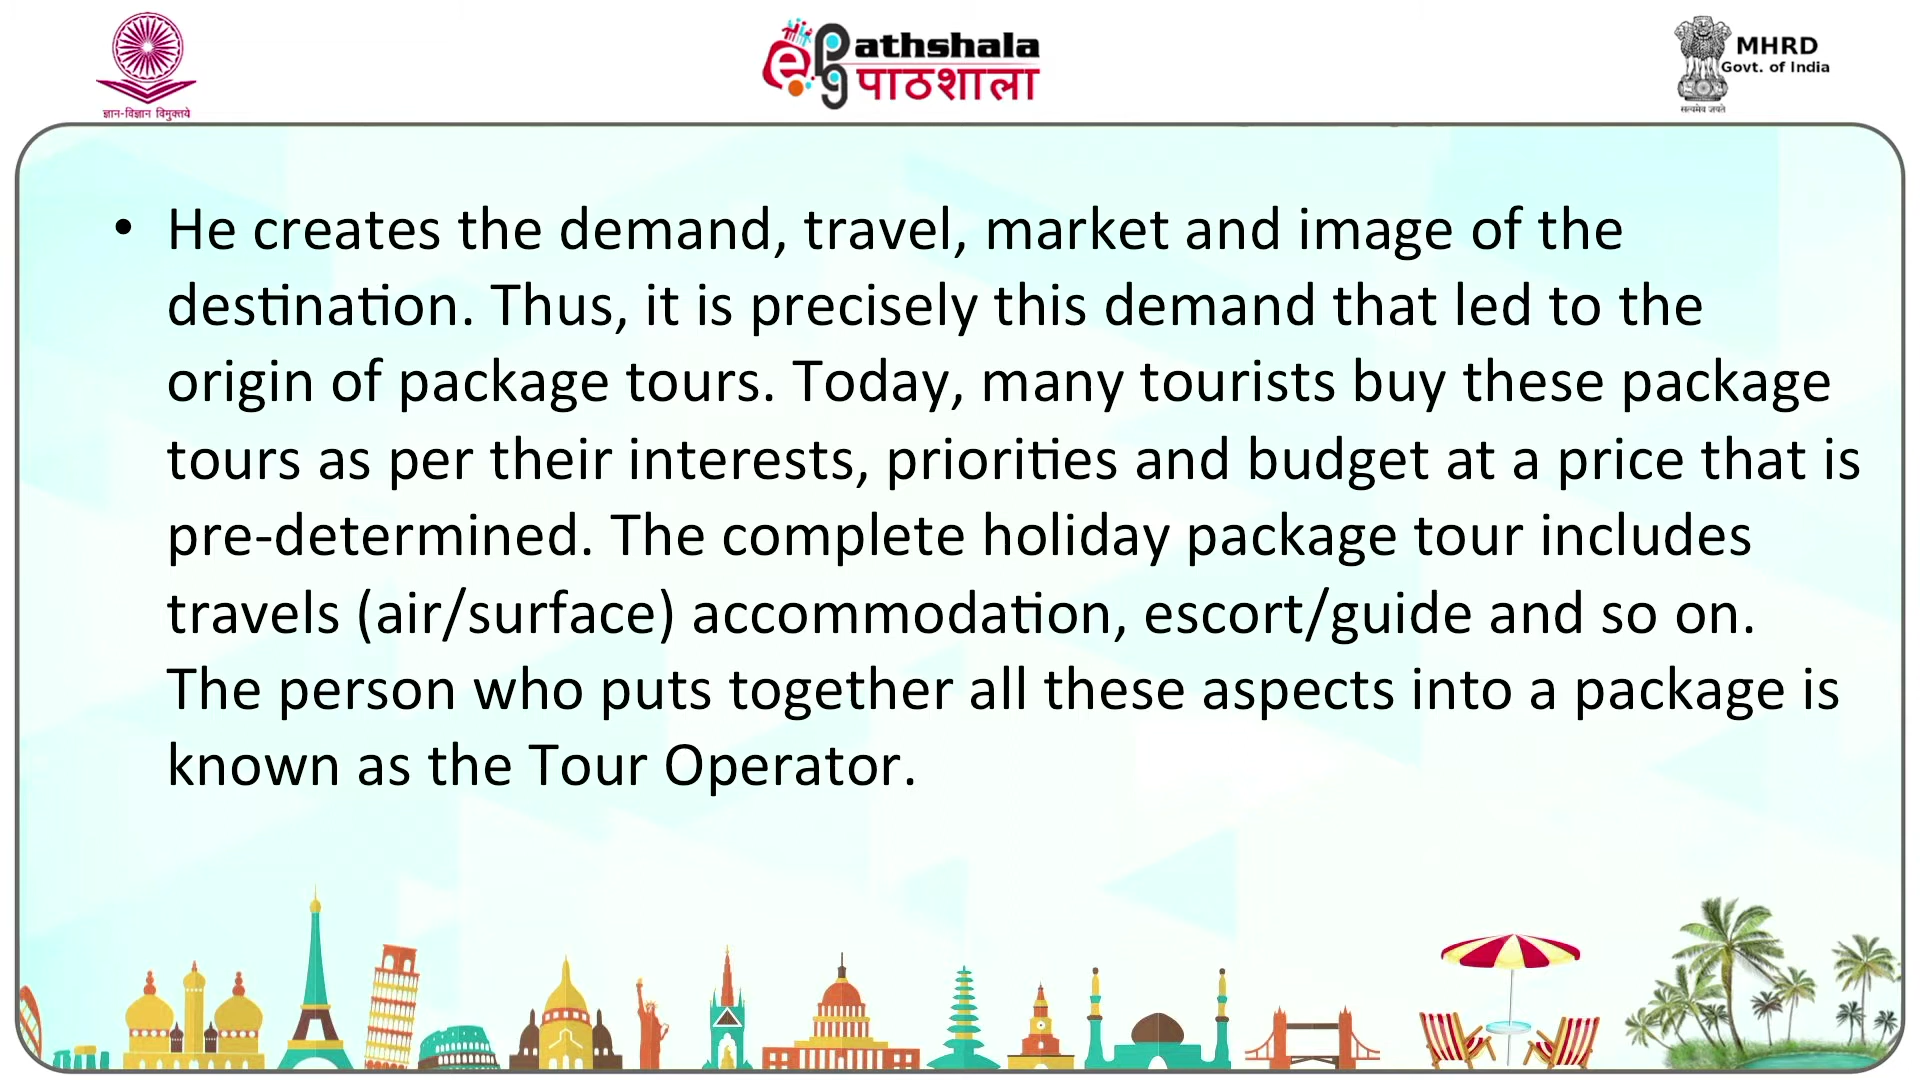 ज्ञान-विज्ञान विमुक्तये
e PG Pathshala
पाठशाला
MHRD
Govt. of India
सत्यमेव जयते
• He creates the demand, travel, market and image of the
destination. Thus, it is precisely this demand that led to the
origin of package tours. Today, many tourists buy these package
tours as per their interests, priorities and budget at a price that is
pre-determined. The complete holiday package tour includes
travels (air/surface) accommodation, escort/guide and so on.
The person who puts together all these aspects into a package is
known as the Tour Operator.